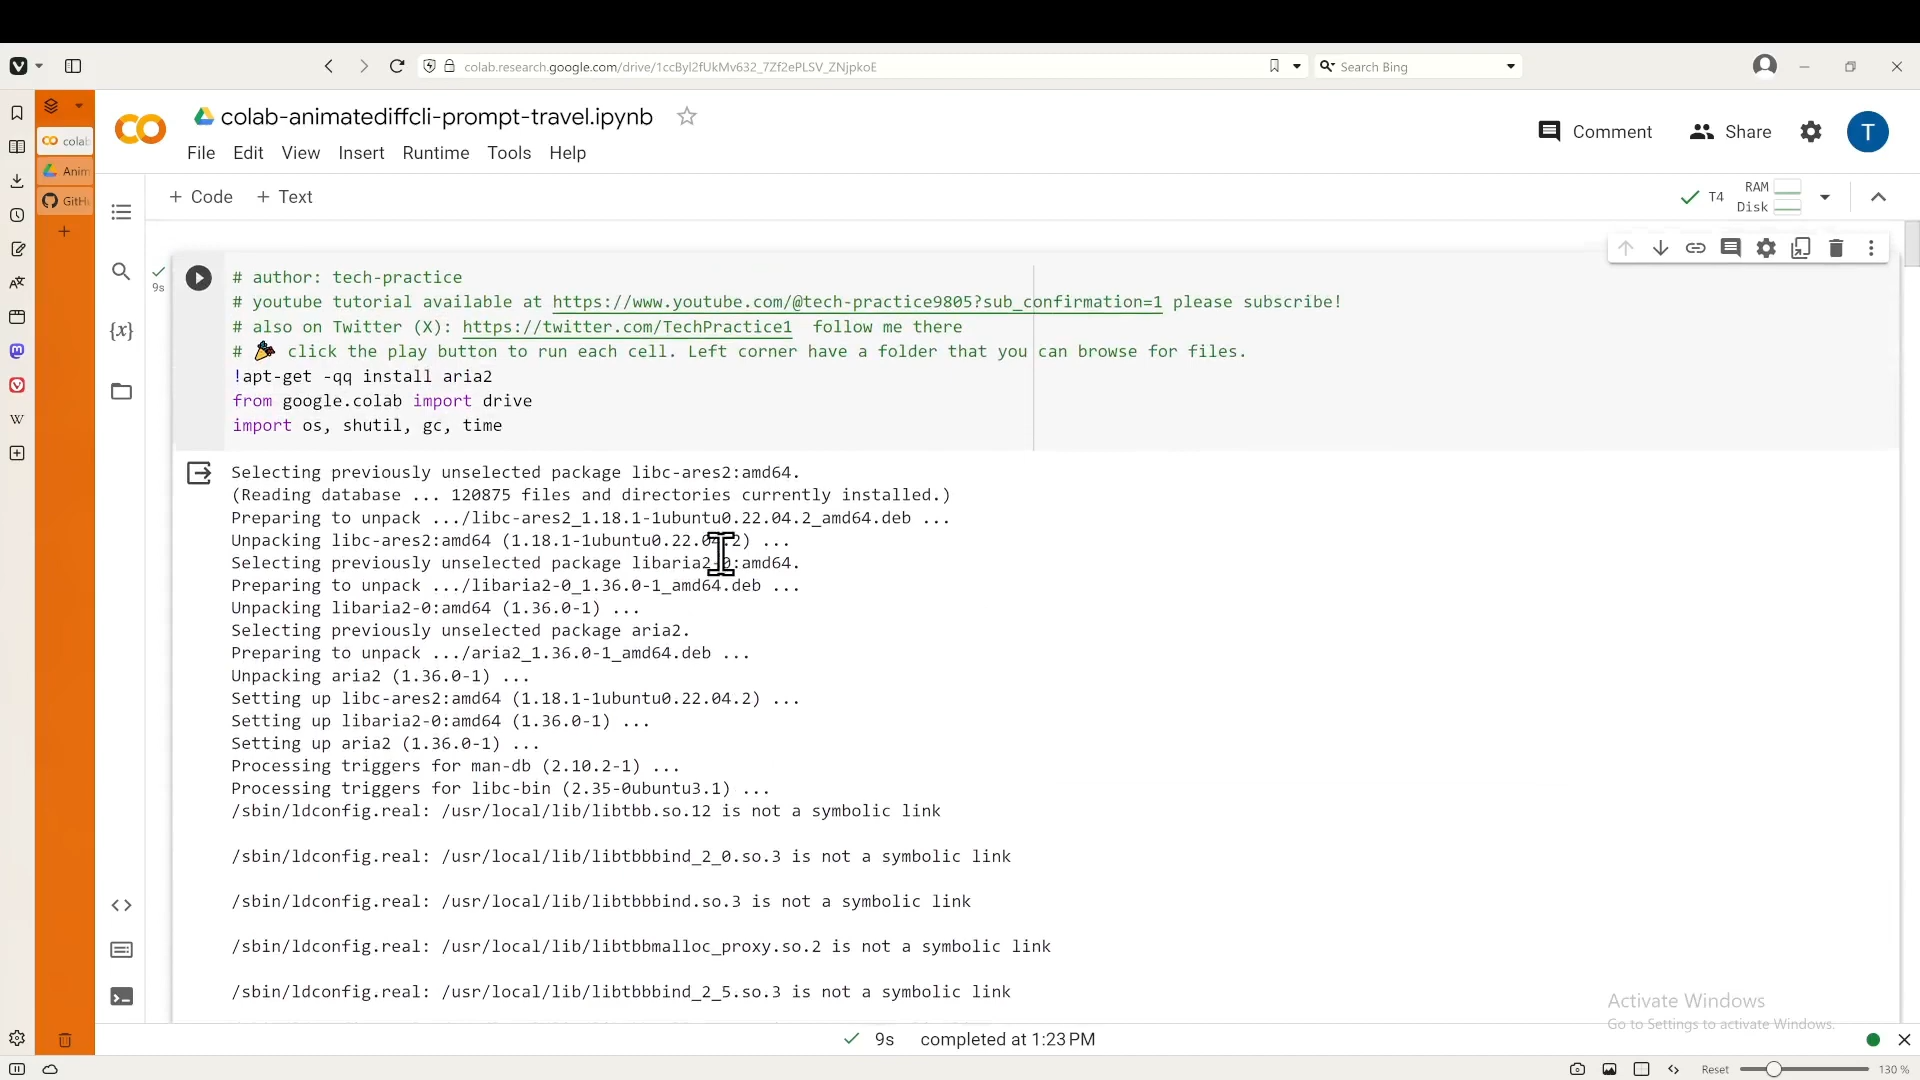 colab.research.google.com/drive/1ccByl2fUkMv632_7Zf2ePLSV_ZNjpkoE
Search Bing
colab-animatediffcli-prompt-travel.ipynb
File Edit View Insert Runtime Tools Help
Comment
Share
T
colab
Anim
GitH
+ Code + Text
T4
RAM
Disk
9s
# author: tech-practice
# youtube tutorial available at https://www.youtube.com/@tech-practice9805?sub_confirmation=1 please subscribe!
# also on Twitter (X): https://twitter.com/TechPractice1 follow me there
# 🎉 click the play button to run each cell. Left corner have a folder that you can browse for files.
!apt-get -qq install aria2
from google.colab import drive
import os, shutil, gc, time
Selecting previously unselected package libc-ares2:amd64.
(Reading database ... 120875 files and directories currently installed.)
Preparing to unpack .../libc-ares2_1.18.1-1ubuntu0.22.04.2_amd64.deb ...
Unpacking libc-ares2:amd64 (1.18.1-1ubuntu0.22.04.2) ...
Selecting previously unselected package libaria2-0:amd64.
Preparing to unpack .../libaria2-0_1.36.0-1_amd64.deb ...
Unpacking libaria2-0:amd64 (1.36.0-1) ...
Selecting previously unselected package aria2.
Preparing to unpack .../aria2_1.36.0-1_amd64.deb ...
Unpacking aria2 (1.36.0-1) ...
Setting up libc-ares2:amd64 (1.18.1-1ubuntu0.22.04.2) ...
Setting up libaria2-0:amd64 (1.36.0-1) ...
Setting up aria2 (1.36.0-1) ...
Processing triggers for man-db (2.10.2-1) ...
Processing triggers for libc-bin (2.35-0ubuntu3.1) ...
/sbin/ldconfig.real: /usr/local/lib/libtbb.so.12 is not a symbolic link
/sbin/ldconfig.real: /usr/local/lib/libtbbbind_2_0.so.3 is not a symbolic link
/sbin/ldconfig.real: /usr/local/lib/libtbbbind.so.3 is not a symbolic link
/sbin/ldconfig.real: /usr/local/lib/libtbbmalloc_proxy.so.2 is not a symbolic link
/sbin/ldconfig.real: /usr/local/lib/libtbbbind_2_5.so.3 is not a symbolic link
Activate Windows
Go to Settings to activate Windows.
9s completed at 1:23 PM
Reset
130 %